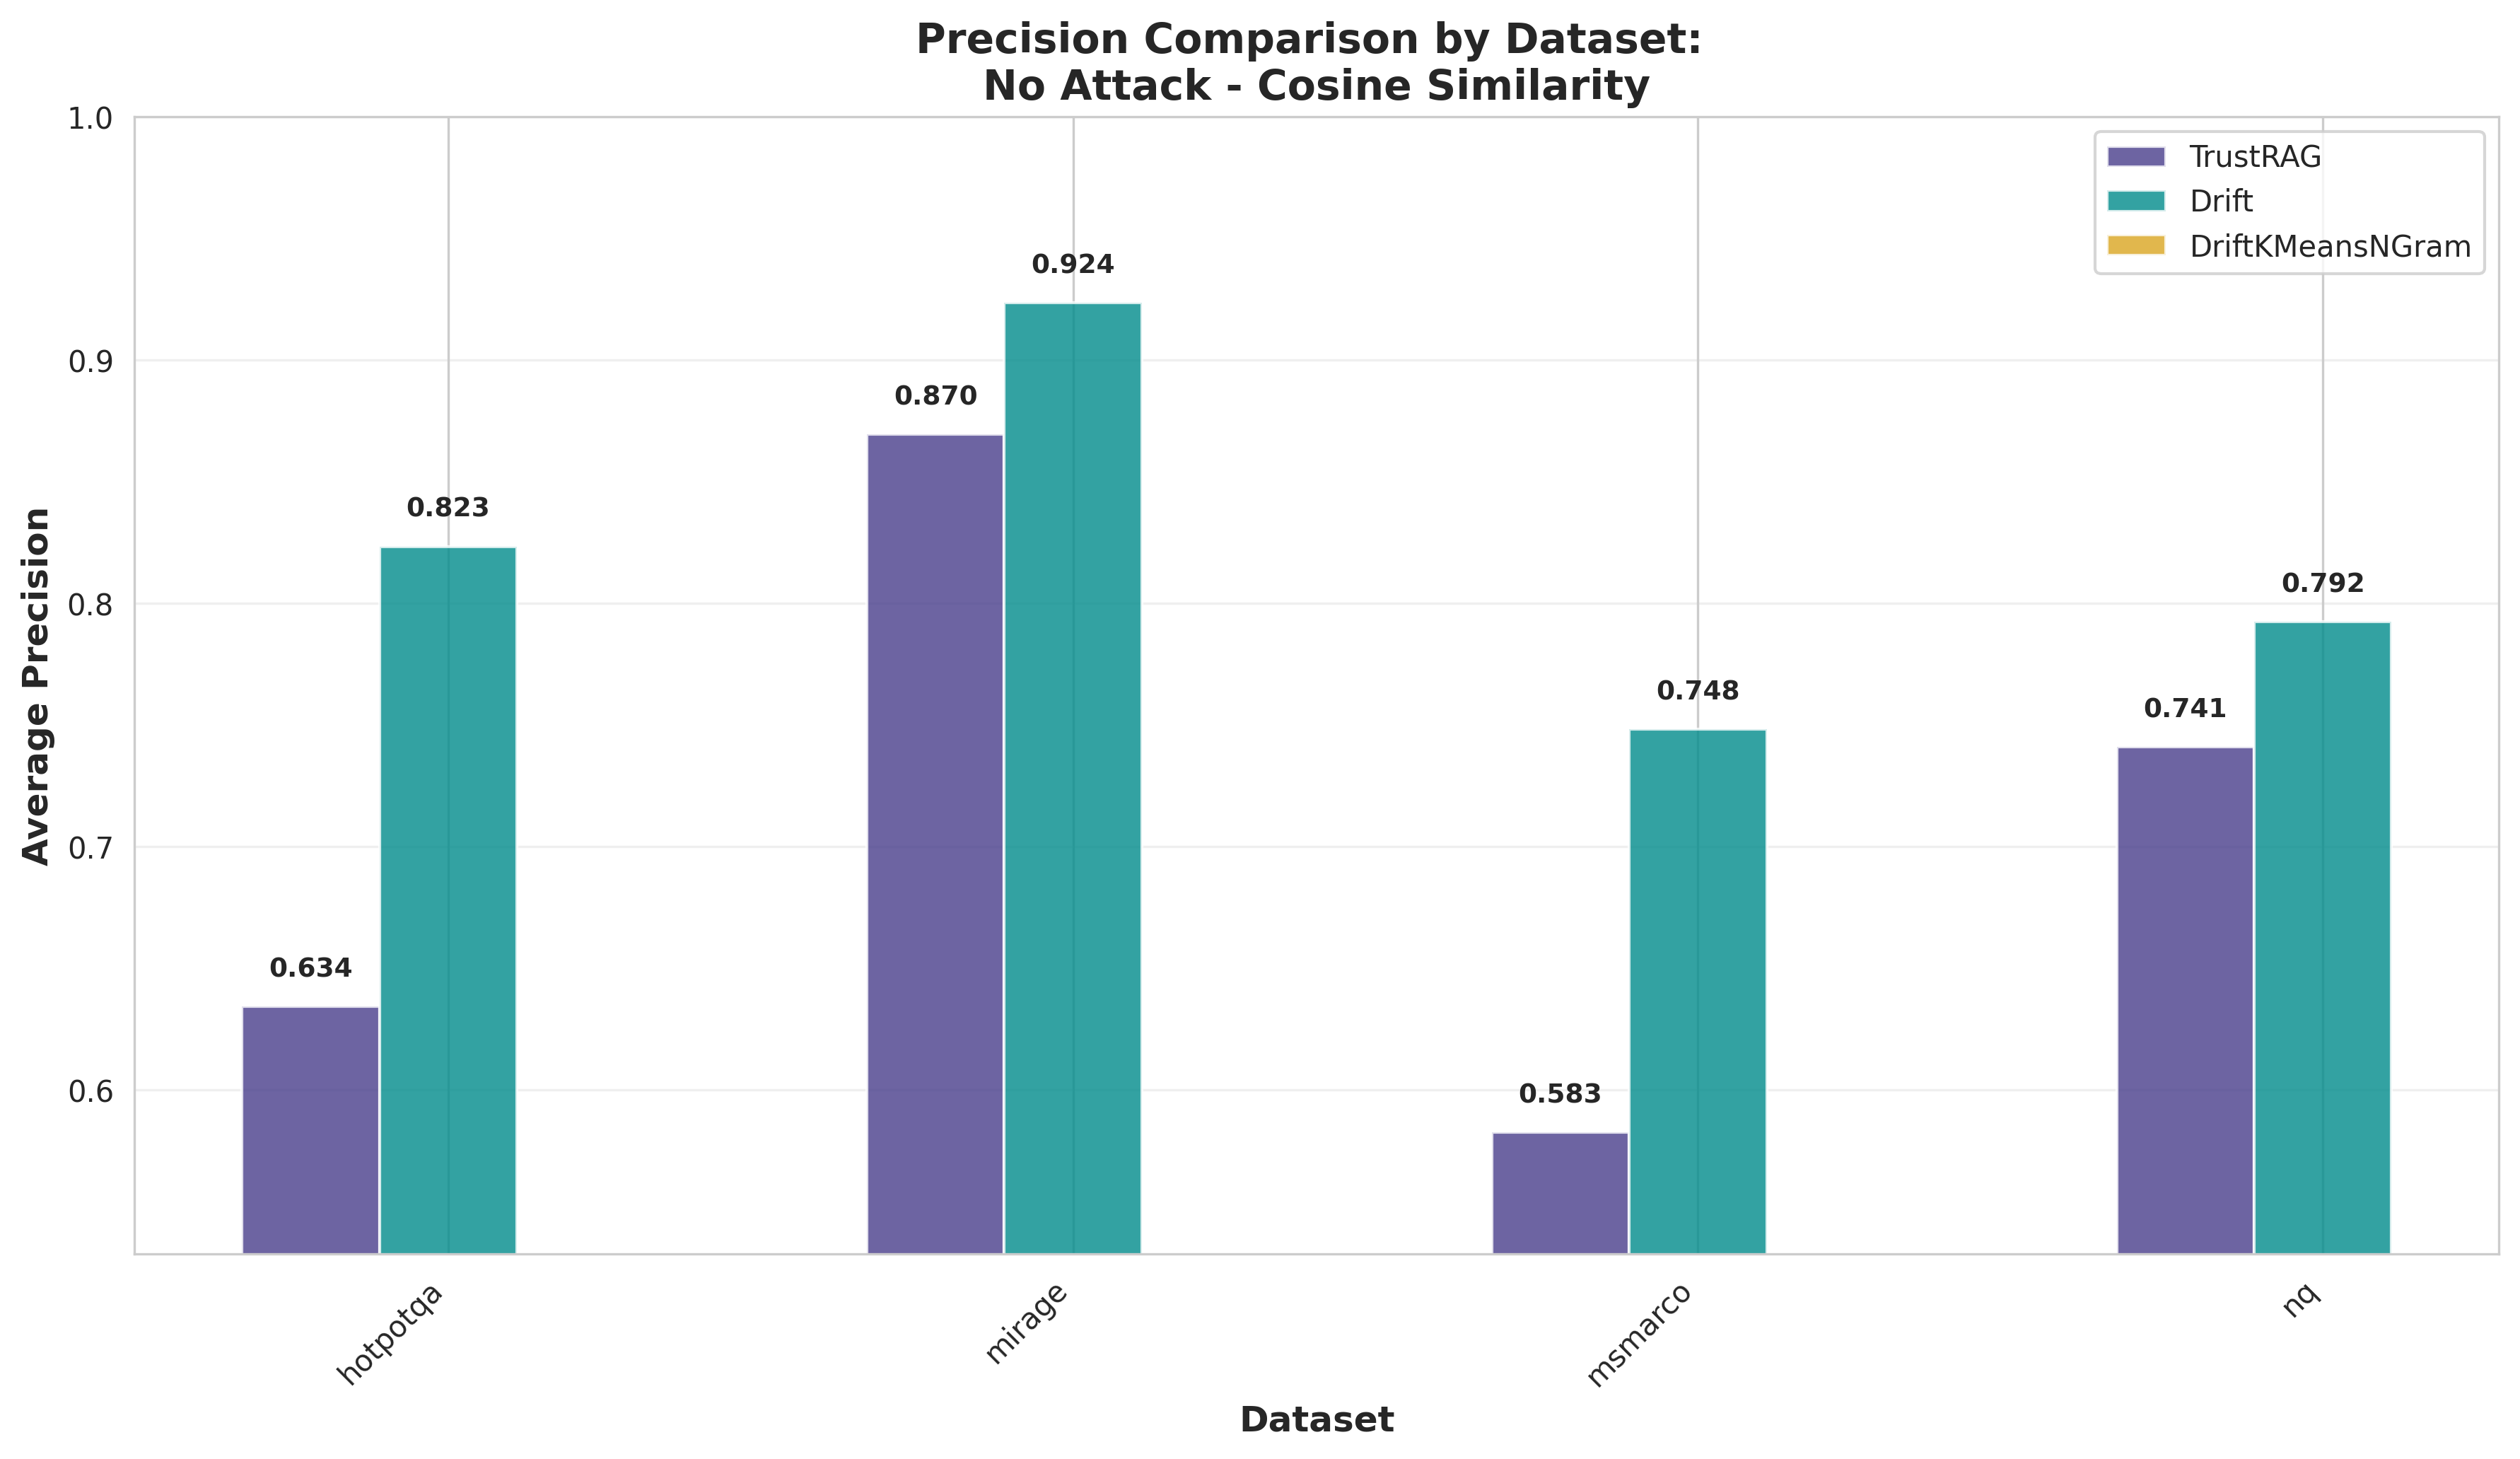 Precision Comparison by Dataset:
No Attack - Cosine Similarity
1.0
0.9
0.8
0.7
0.6
Average Precision
TrustRAG
Drift
DriftKMeansNGram
0.634
0.823
0.870
0.924
0.583
0.748
0.741
0.792
hotpotqa
mirage
msmarco
nq
Dataset